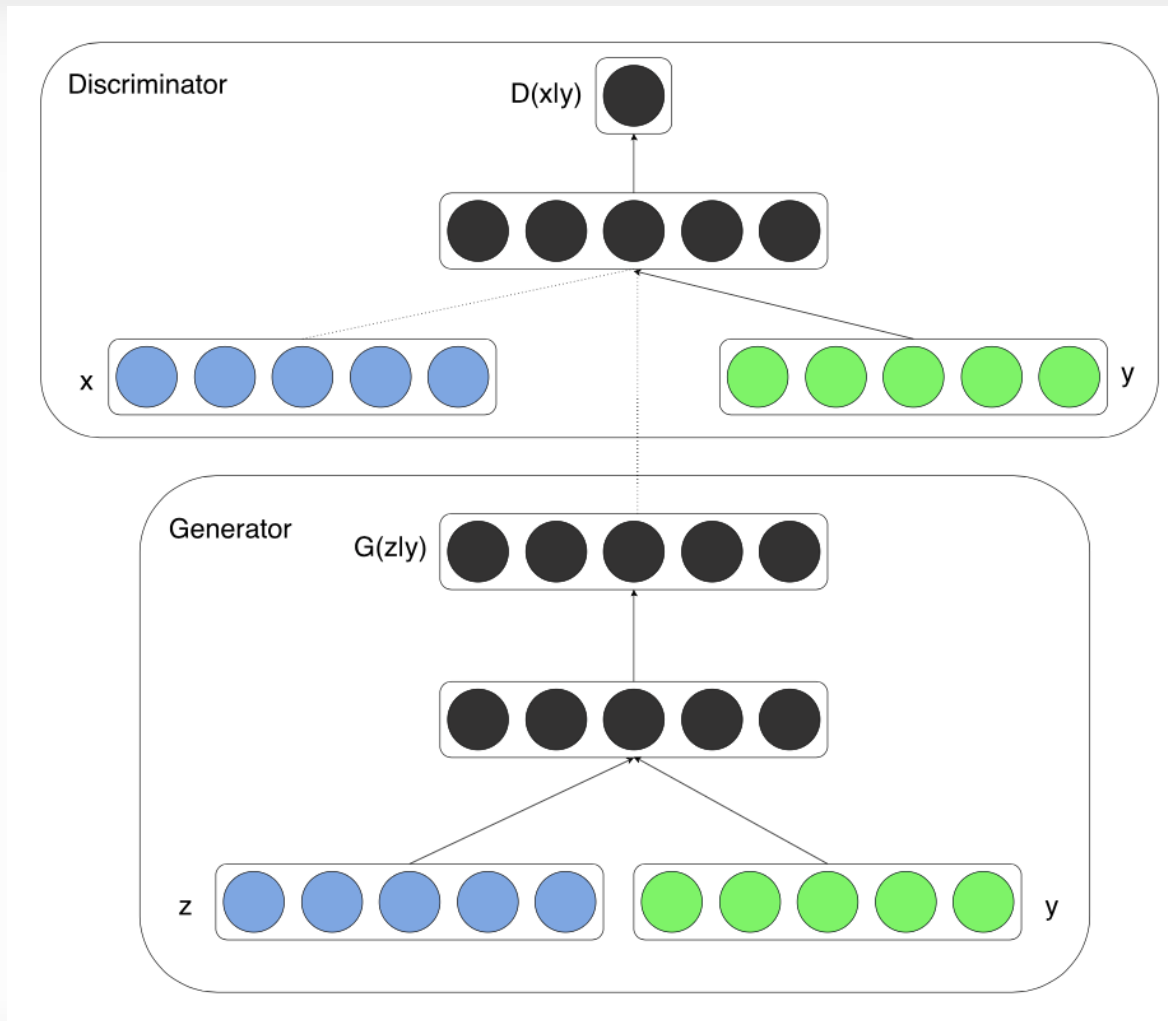 Discriminator
D(x|y)
x
y
Generator
G(z|y)
z
y